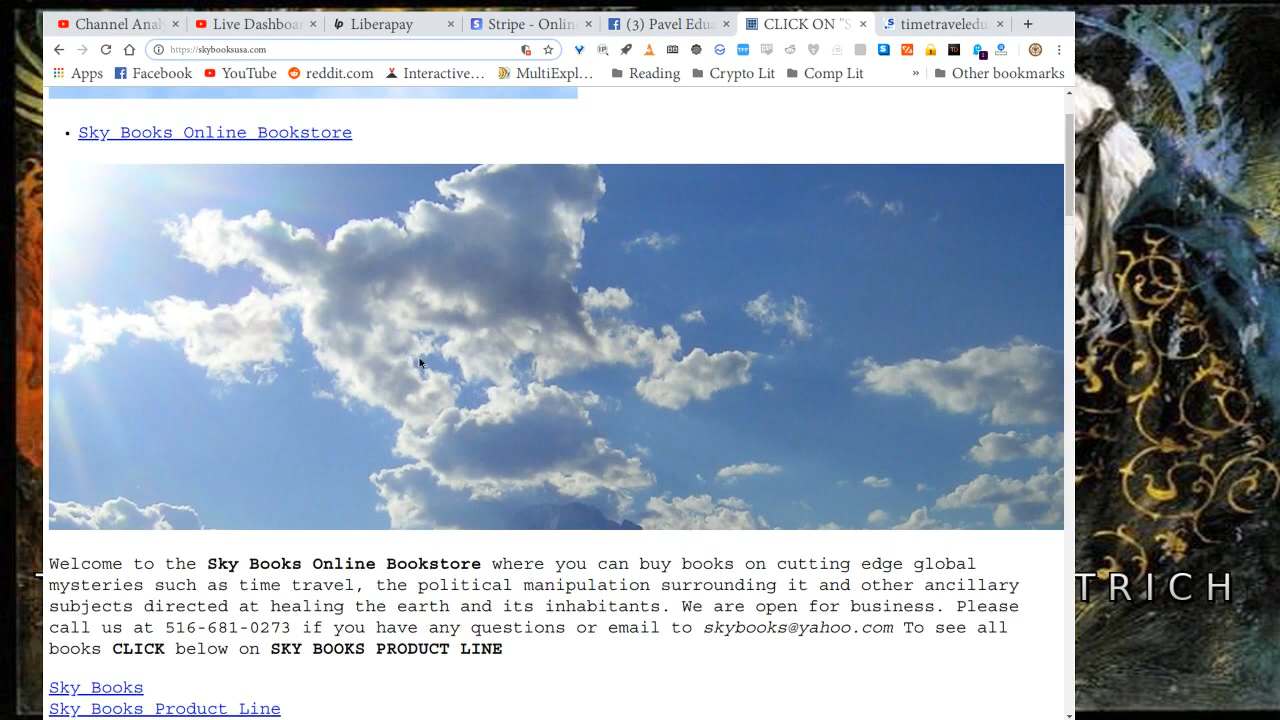 Channel Anal
Live Dashboar
Liberapay
Stripe - Online
(3) Pavel Edua
CLICK ON "S
timetraveledu
https://skybooksusa.com
Apps
Facebook
YouTube
reddit.com
Interactive…
MultiExpl…
Reading
Crypto Lit
Comp Lit
»
Other bookmarks
• Sky Books Online Bookstore
Welcome to the Sky Books Online Bookstore where you can buy books on cutting edge global
mysteries such as time travel, the political manipulation surrounding it and other ancillary
subjects directed at healing the earth and its inhabitants. We are open for business. Please
call us at 516-681-0273 if you have any questions or email to skybooks@yahoo.com To see all
books CLICK below on SKY BOOKS PRODUCT LINE
Sky Books
Sky Books Product Line
TRICH